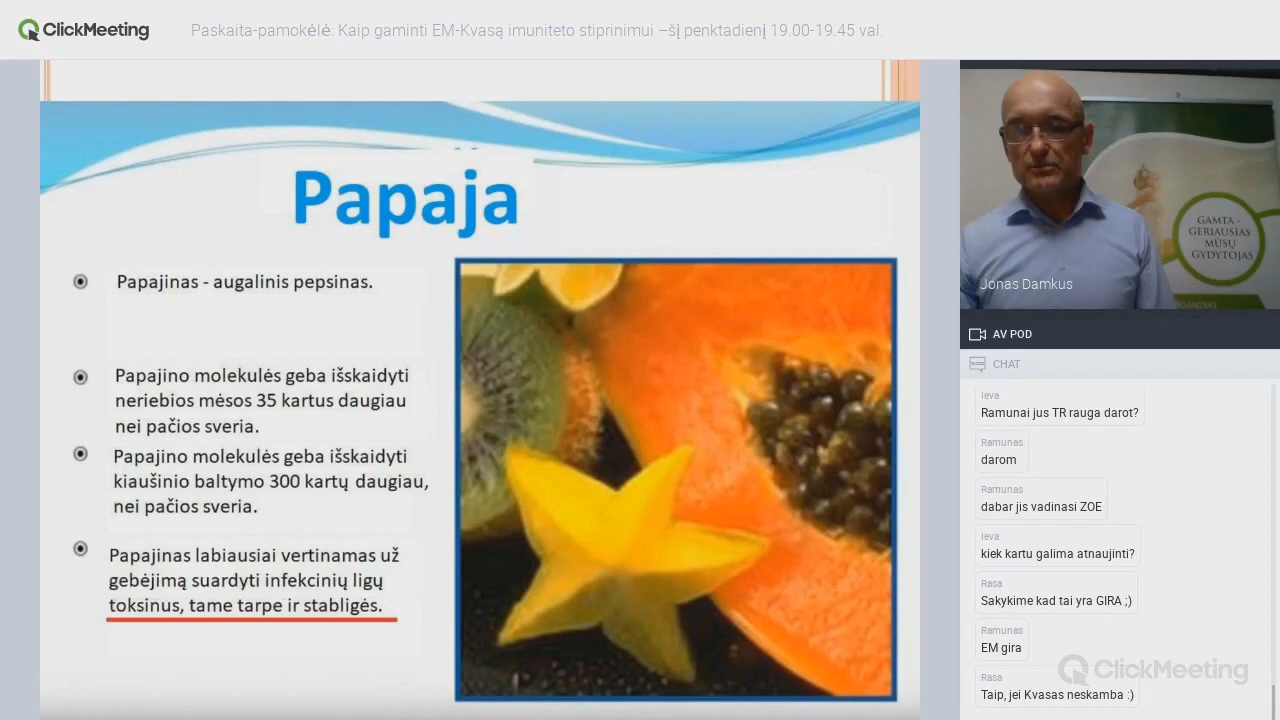 ClickMeeting
Paskaita-pamokėlė: Kaip gaminti EM-Kvasą imuniteto stiprinimui –šį penktadienį 19.00-19.45 val.
Papaja
Papajinas - augalinis pepsinas.
Papajino molekulės geba išskaidyti
neriebios mėsos 35 kartus daugiau
nei pačios sveria.
Papajino molekulės geba išskaidyti
kiaušinio baltymo 300 kartų daugiau,
nei pačios sveria.
Papajinas labiausiai vertinamas už
gebėjimą suardyti infekcinių ligų
toksinus, tame tarpe ir stabligės.
GAMTA -
GERIAUSIAS
MŪSŲ
GYDYTOJAS
Jonas Damkus
AV POD
CHAT
Ieva
Ramunai jus TR rauga darot?
Ramunas
darom
Ramunas
dabar jis vadinasi ZOE
Ieva
kiek kartu galima atnaujinti?
Rasa
Sakykime kad tai yra GIRA ;)
Ramunas
EM gira
Rasa
Taip, jei Kvasas neskamba :)
ClickMeeting